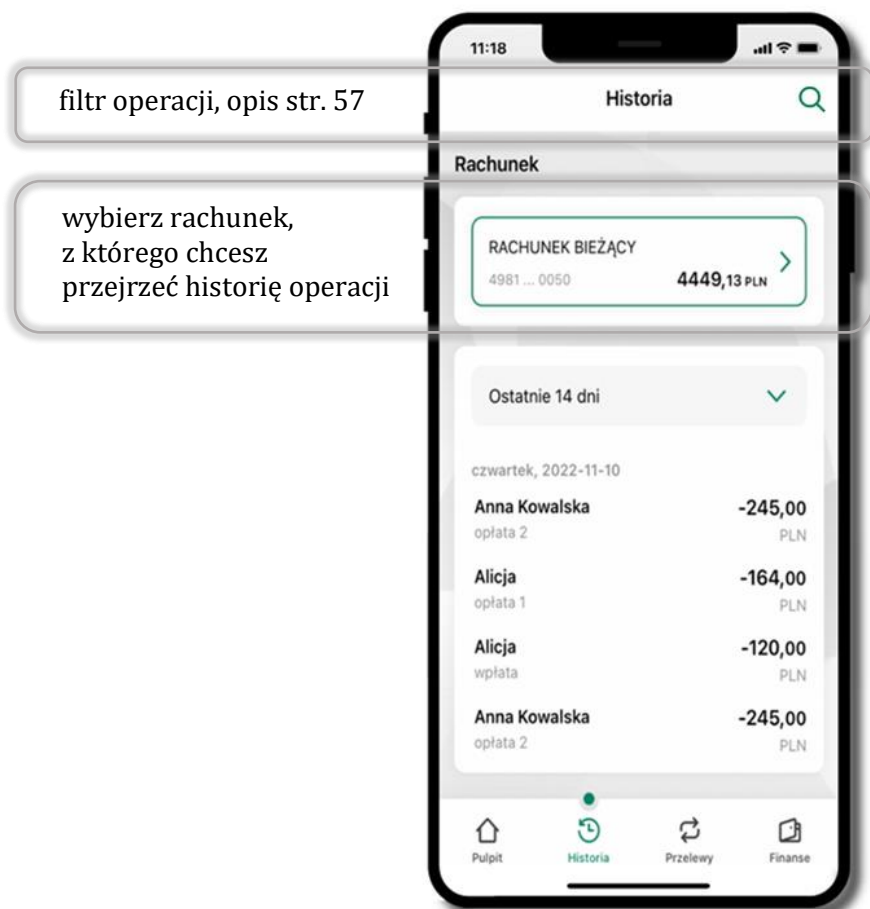 11:18
filtr operacji, opis str. 57
Historia
Rachunek
wybierz rachunek,
z którego chcesz
przejrzeć historię operacji
RACHUNEK BIEŻĄCY
4981 ... 0050 4449,13 PLN
Ostatnie 14 dni
czwartek, 2022-11-10
Anna Kowalska -245,00
opłata 2 PLN
Alicja -164,00
opłata 1 PLN
Alicja -120,00
wpłata PLN
Anna Kowalska -245,00
opłata 2 PLN
Pulpit Historia Przelewy Finanse